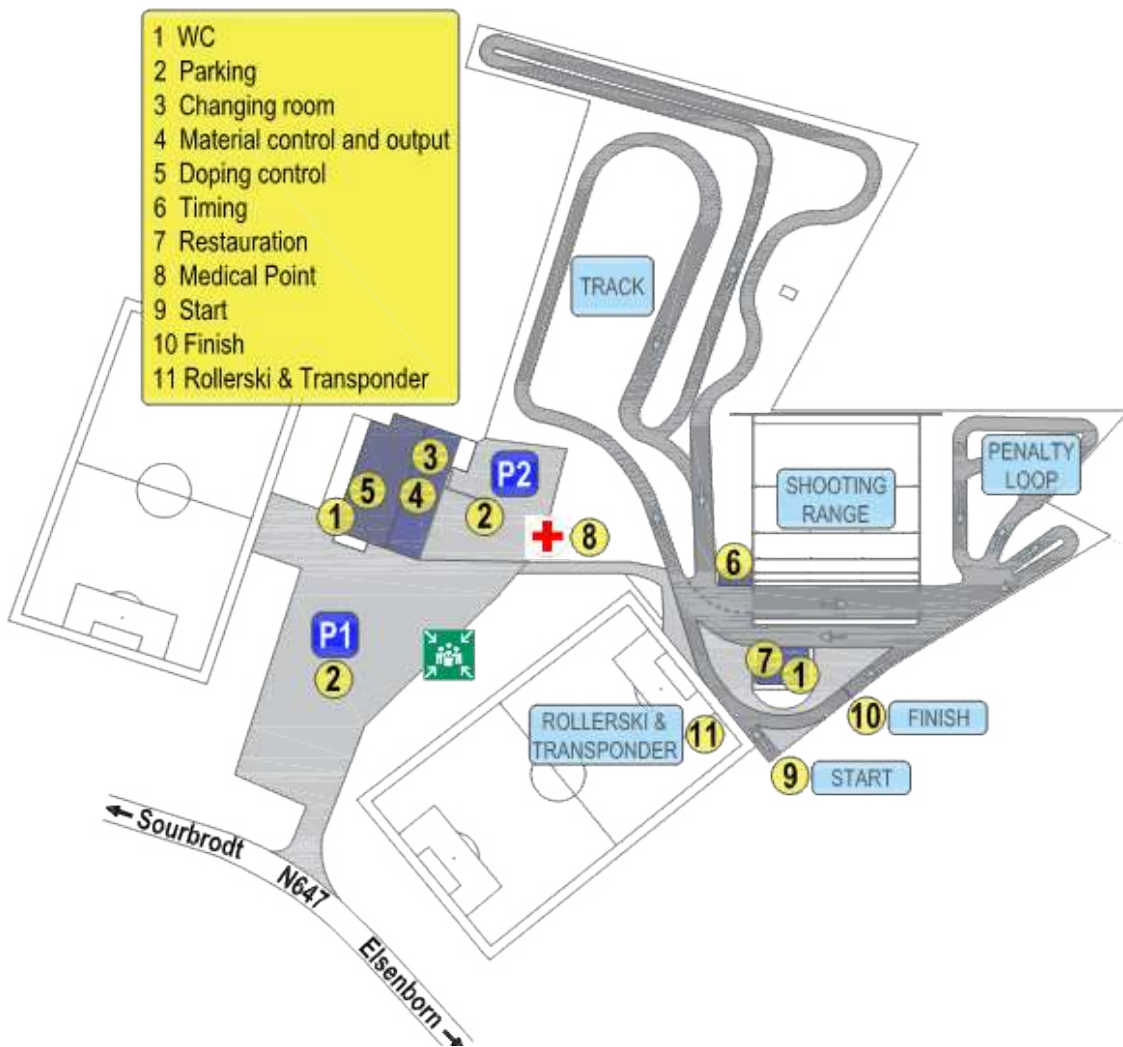 1 WC
2 Parking
3 Changing room
4 Material control and output
5 Doping control
6 Timing
7 Restauration
8 Medical Point
9 Start
10 Finish
11 Rollerski & Transponder
TRACK
PENALTY
LOOP
SHOOTING
RANGE
3
P2
5
4
1
2
8
6
P1
2
7
1
ROLLERSKI &
TRANSPONDER
11
10
FINISH
9
START
Sourbrodt
N647
Elsenborn